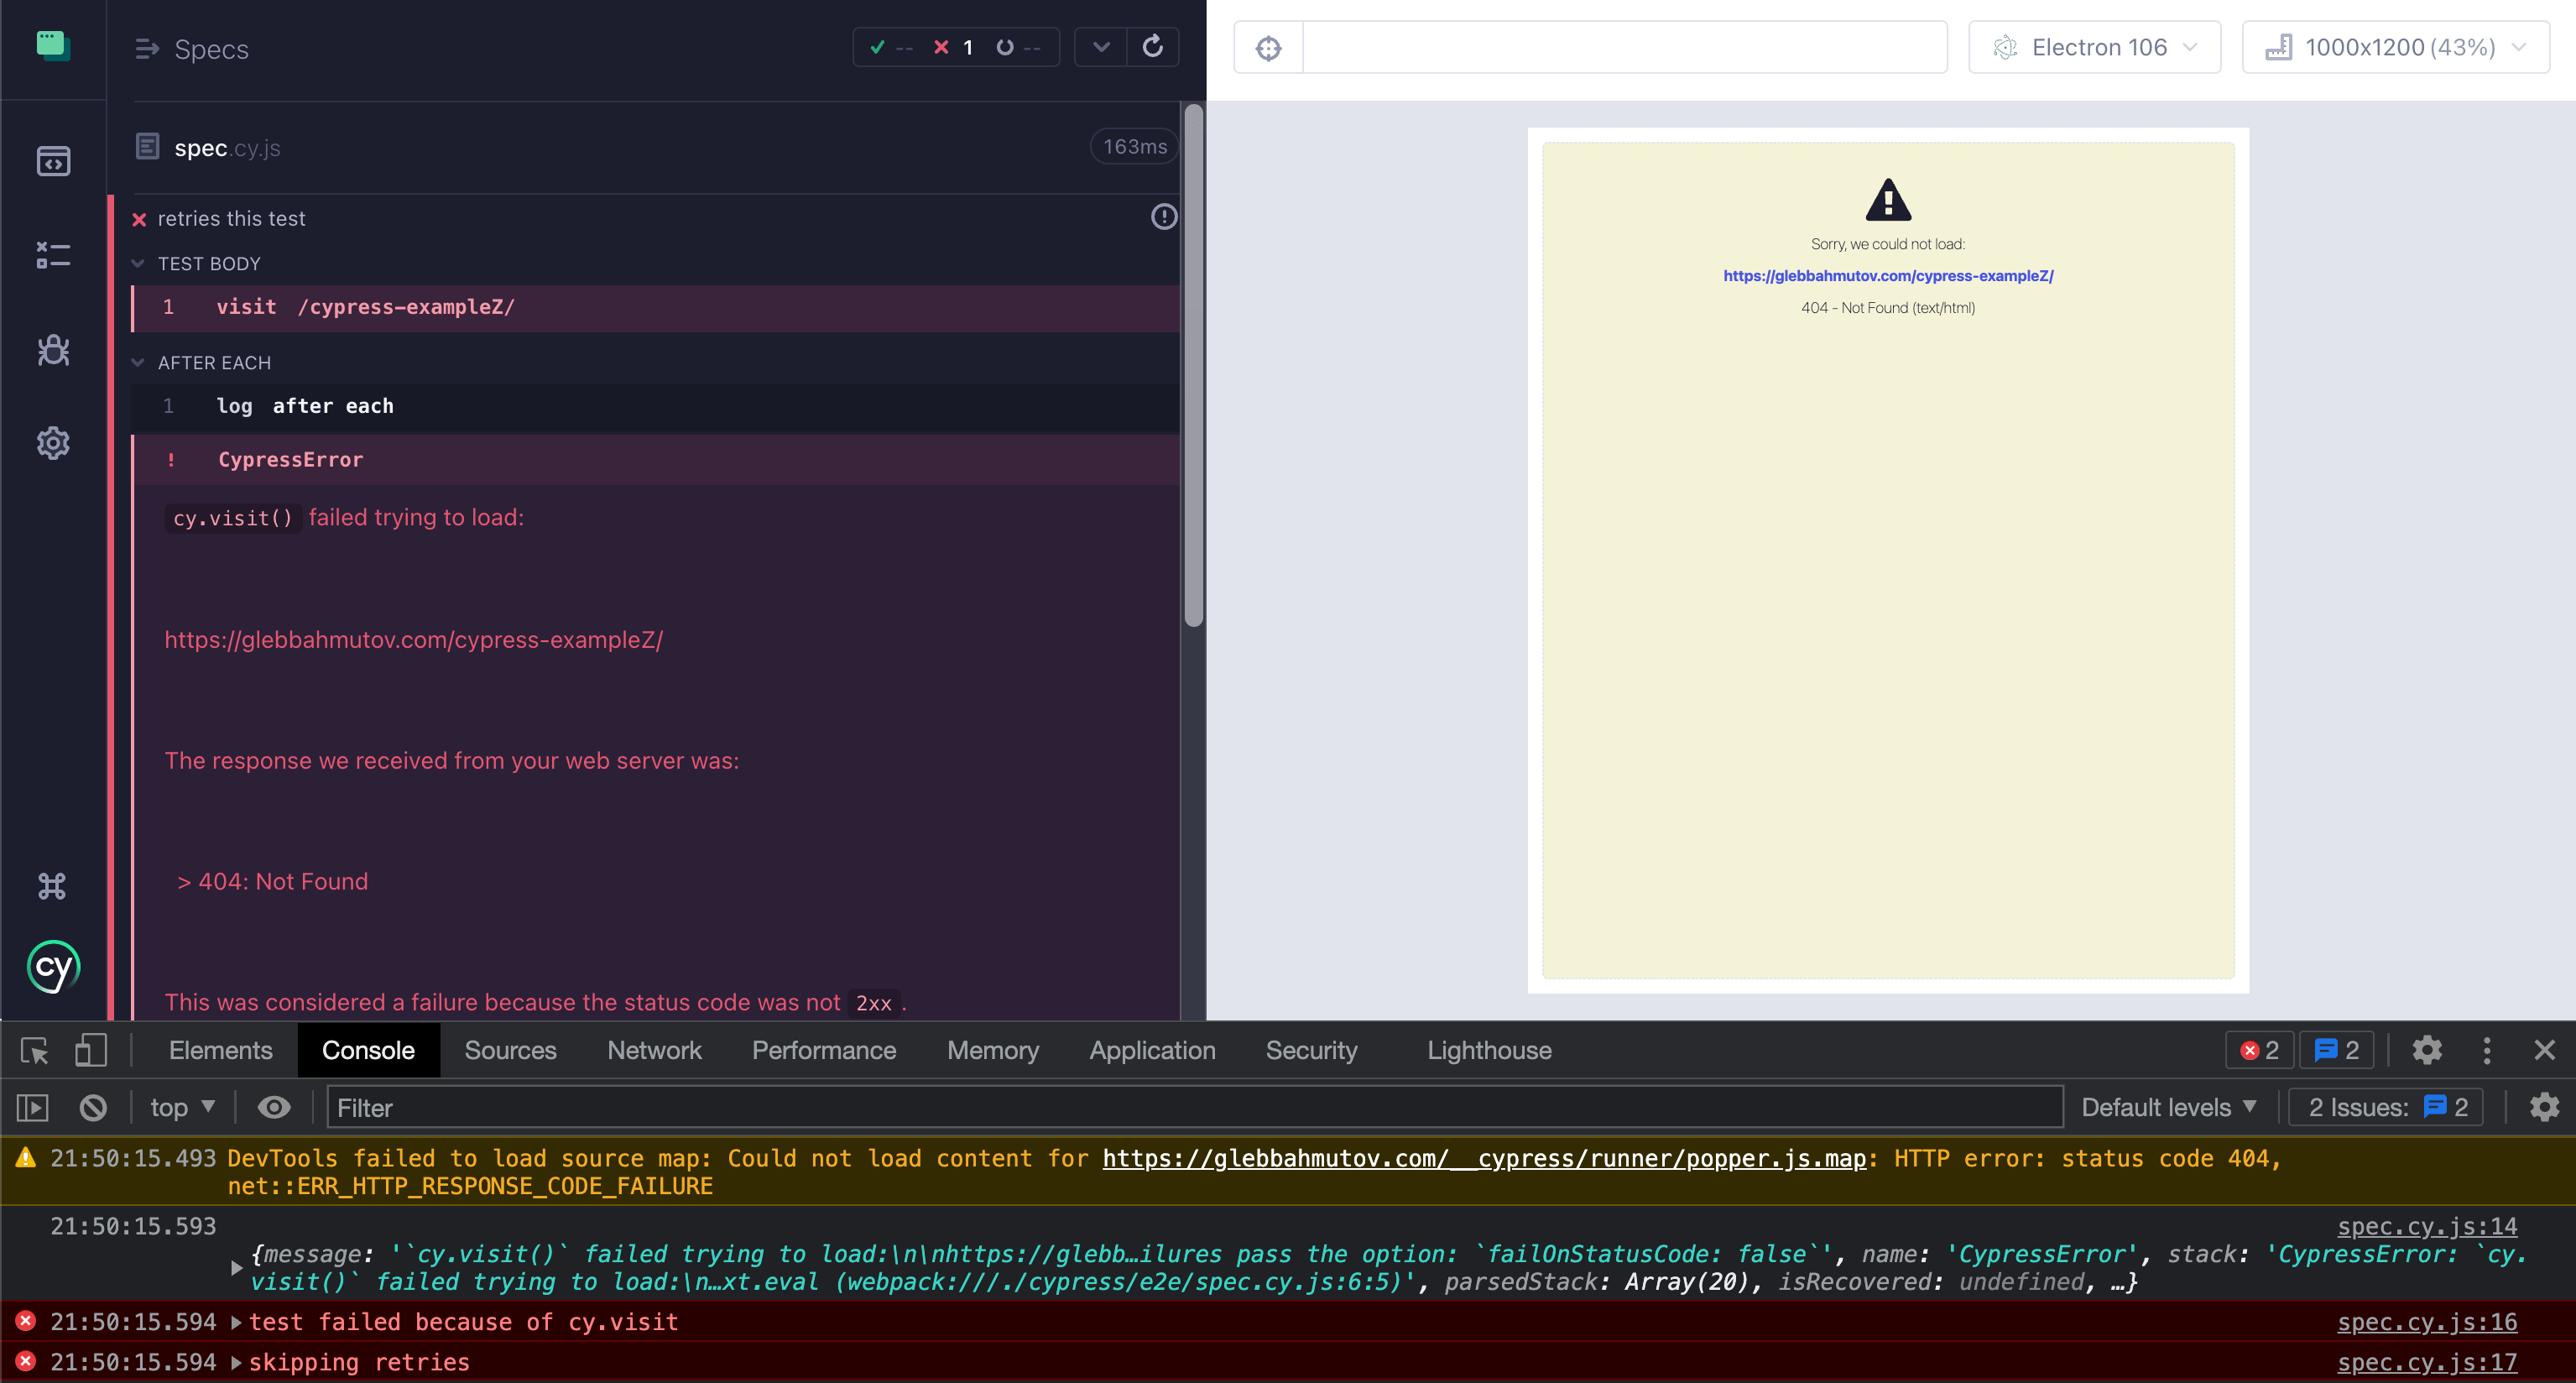 Specs
-- 1 --
spec.cy.js
163ms
retries this test
TEST BODY
1 visit /cypress-exampleZ/
AFTER EACH
1 log after each
! CypressError
cy.visit() failed trying to load:
https://glebbahmutov.com/cypress-exampleZ/
The response we received from your web server was:
> 404: Not Found
This was considered a failure because the status code was not 2xx.
cy
Electron 106
1000x1200 (43%)
Sorry, we could not load:
https://glebbahmutov.com/cypress-exampleZ/
404 - Not Found (text/html)
Elements Console Sources Network Performance Memory Application Security Lighthouse 2 2
top Filter Default levels 2 Issues: 2
21:50:15.493 DevTools failed to load source map: Could not load content for https://glebbahmutov.com/__cypress/runner/popper.js.map: HTTP error: status code 404,
net::ERR_HTTP_RESPONSE_CODE_FAILURE
21:50:15.593 spec.cy.js:14
{message: '`cy.visit()` failed trying to load:\n\nhttps://glebb…ilures pass the option: `failOnStatusCode: false`', name: 'CypressError', stack: 'CypressError: `cy.
visit()` failed trying to load:\n…xt.eval (webpack:///./cypress/e2e/spec.cy.js:6:5)', parsedStack: Array(20), isRecovered: undefined, …}
21:50:15.594 test failed because of cy.visit spec.cy.js:16
21:50:15.594 skipping retries spec.cy.js:17